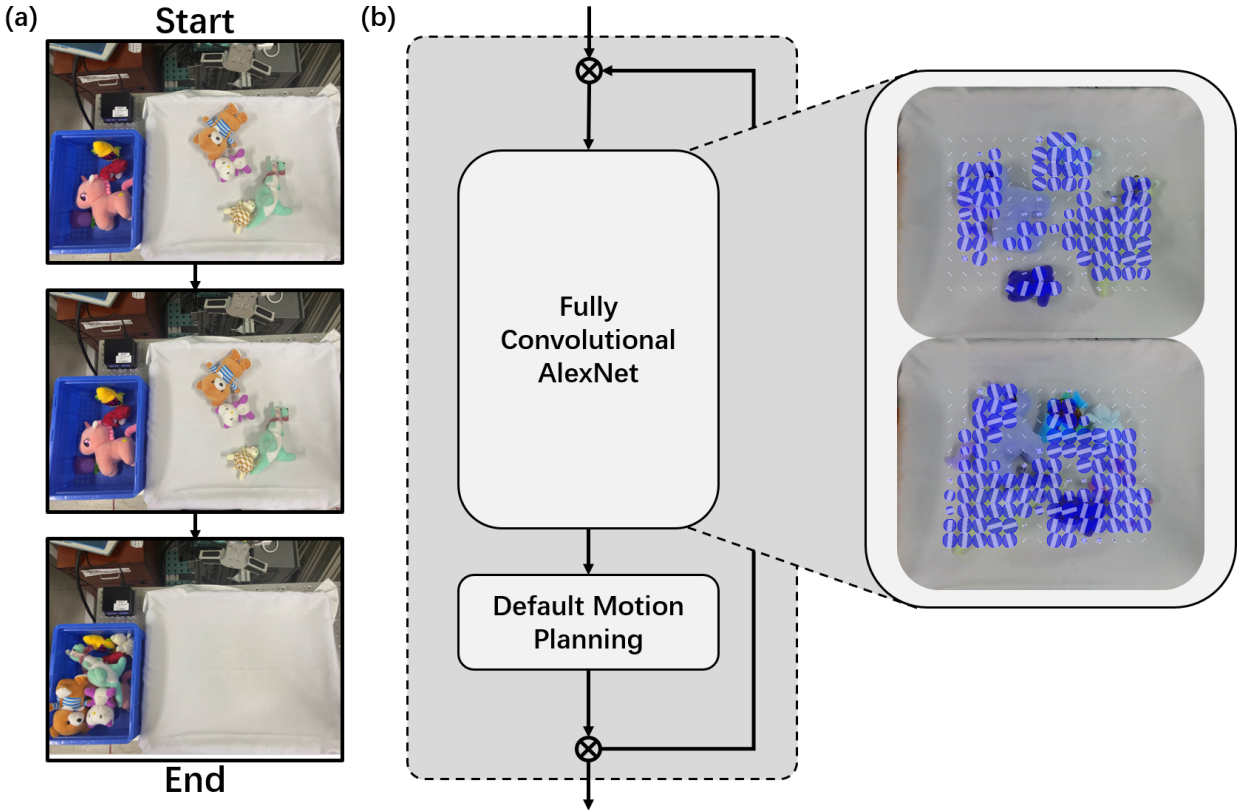 (a)
Start
End
(b)
Fully
Convolutional
AlexNet
Default Motion
Planning